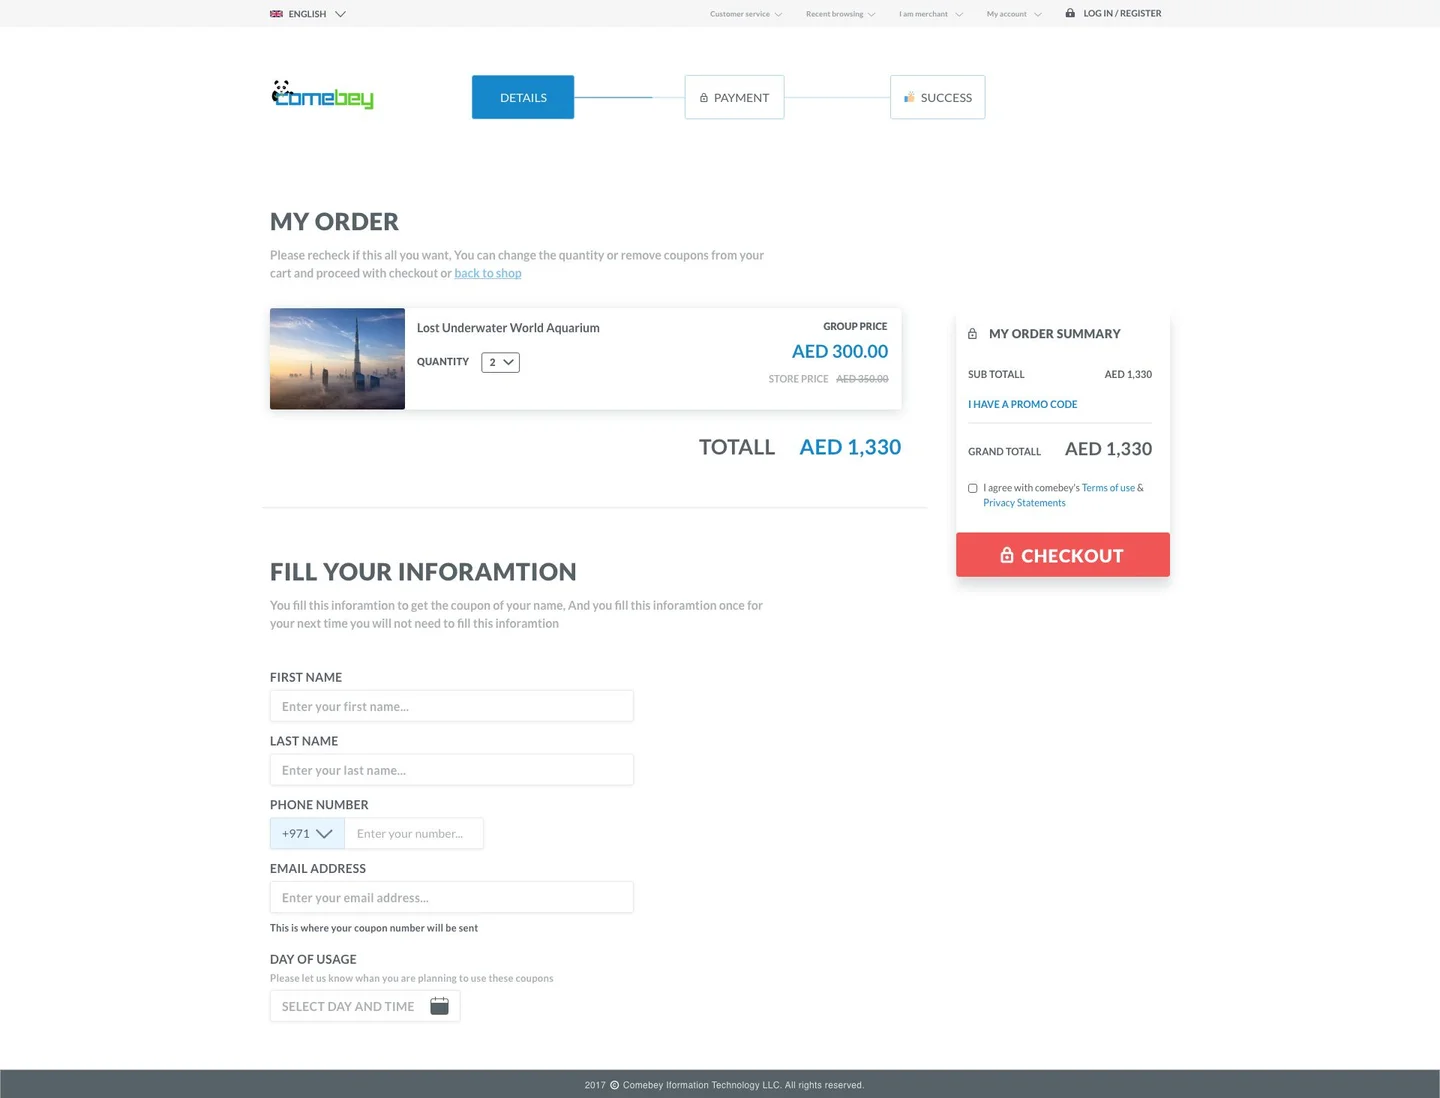 ENGLISH
Customer service
Recent browsing
I am merchant
My account
LOG IN / REGISTER
comebey
DETAILS
PAYMENT
SUCCESS
MY ORDER
Please recheck if this all you want, You can change the quantity or remove coupons from your
cart and proceed with checkout or back to shop
Lost Underwater World Aquarium
QUANTITY 2
GROUP PRICE
AED 300.00
STORE PRICE AED 350.00
TOTALL AED 1,330
MY ORDER SUMMARY
SUB TOTALL AED 1,330
I HAVE A PROMO CODE
GRAND TOTALL AED 1,330
I agree with comebey's Terms of use &
Privacy Statements
CHECKOUT
FILL YOUR INFORAMTION
You fill this inforamtion to get the coupon of your name, And you fill this inforamtion once for
your next time you will not need to fill this inforamtion
FIRST NAME
Enter your first name...
LAST NAME
Enter your last name...
PHONE NUMBER
+971 Enter your number...
EMAIL ADDRESS
Enter your email address...
This is where your coupon number will be sent
DAY OF USAGE
Please let us know whan you are planning to use these coupons
SELECT DAY AND TIME
2017 © Comebey Iformation Technology LLC. All rights reserved.